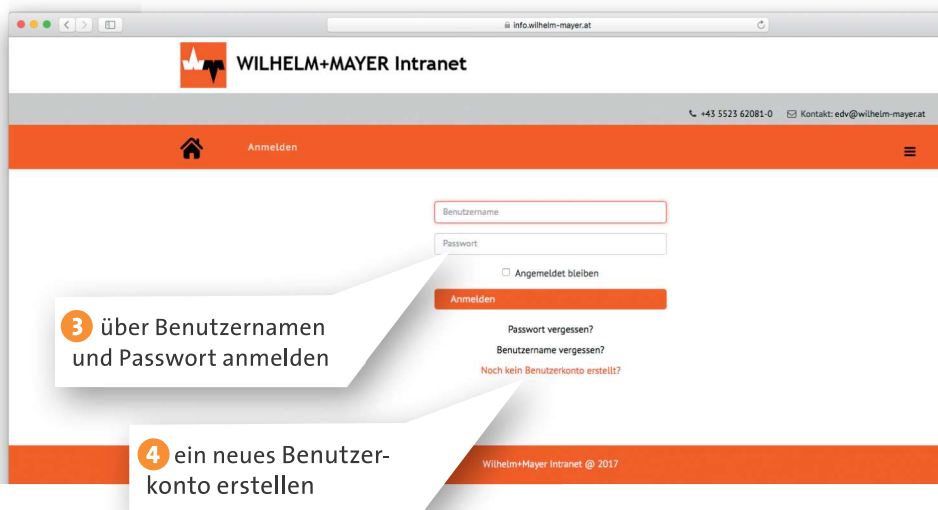 info.wilhelm-mayer.at
WILHELM+MAYER Intranet
+43 5523 62081-0 Kontakt: edv@wilhelm-mayer.at
Anmelden
Benutzername
Passwort
Angemeldet bleiben
Anmelden
3 über Benutzernamen
und Passwort anmelden
Passwort vergessen?
Benutzername vergessen?
Noch kein Benutzerkonto erstellt?
4 ein neues Benutzer-
konto erstellen
Wilhelm+Mayer Intranet @ 2017